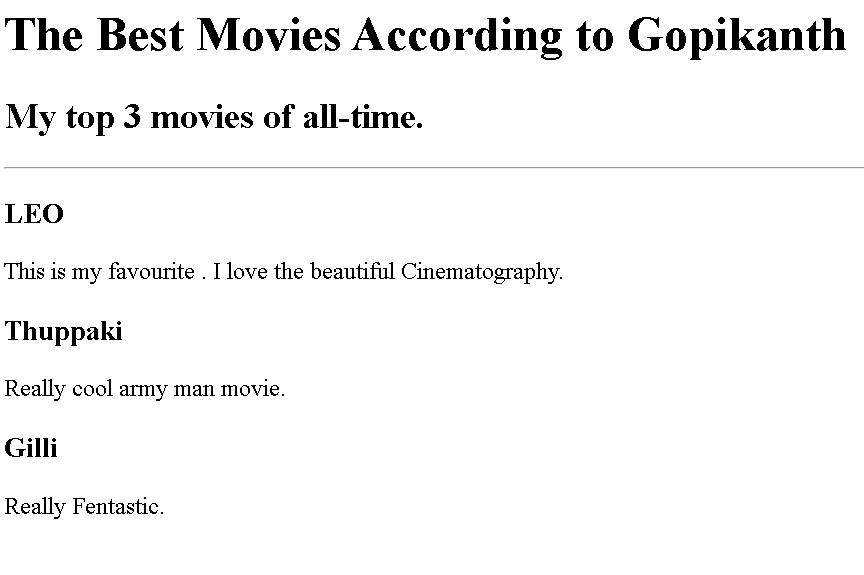 The Best Movies According to Gopikanth
My top 3 movies of all-time.
LEO
This is my favourite . I love the beautiful Cinematography.
Thuppaki
Really cool army man movie.
Gilli
Really Fentastic.